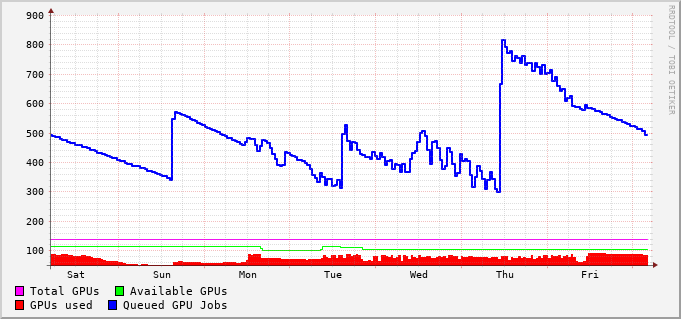 RRDTOOL / TOBI OETIKER
900
800
700
600
500
400
300
200
100
Sat Sun Mon Tue Wed Thu Fri
Total GPUs Available GPUs
GPUs used Queued GPU Jobs